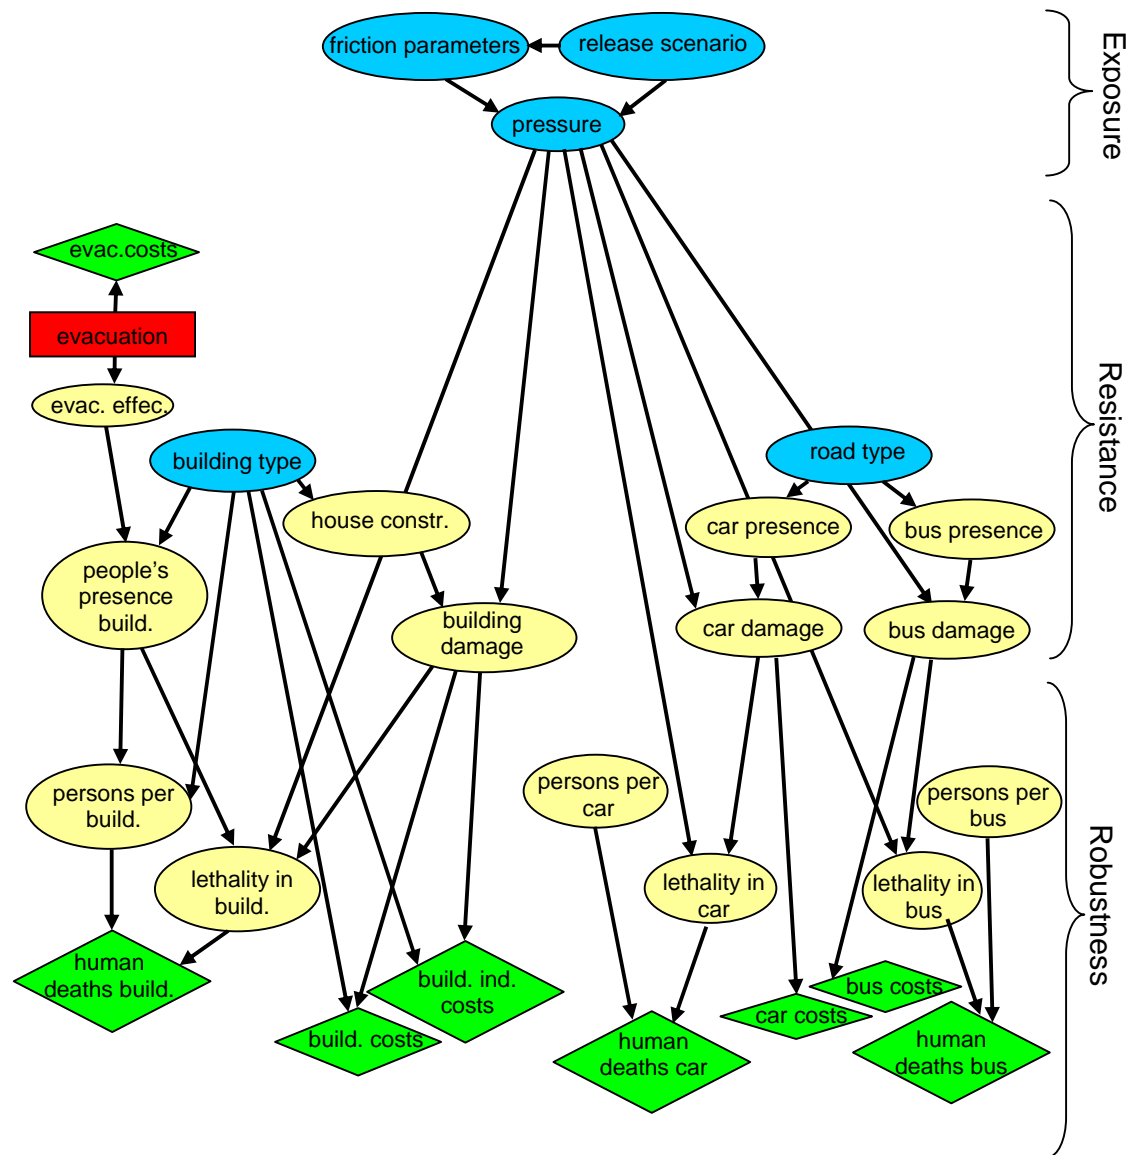 friction parameters
release scenario
pressure
Exposure
evac.costs
evacuation
evac. effec.
building type
road type
Resistance
house constr.
car presence
bus presence
people's
presence
build.
building
damage
car damage
bus damage
persons per
build.
persons per
car
persons per
bus
Robustness
lethality in
build.
lethality in
car
lethality in
bus
human
deaths build.
build. ind.
costs
bus costs
car costs
build. costs
human
deaths car
human
deaths bus